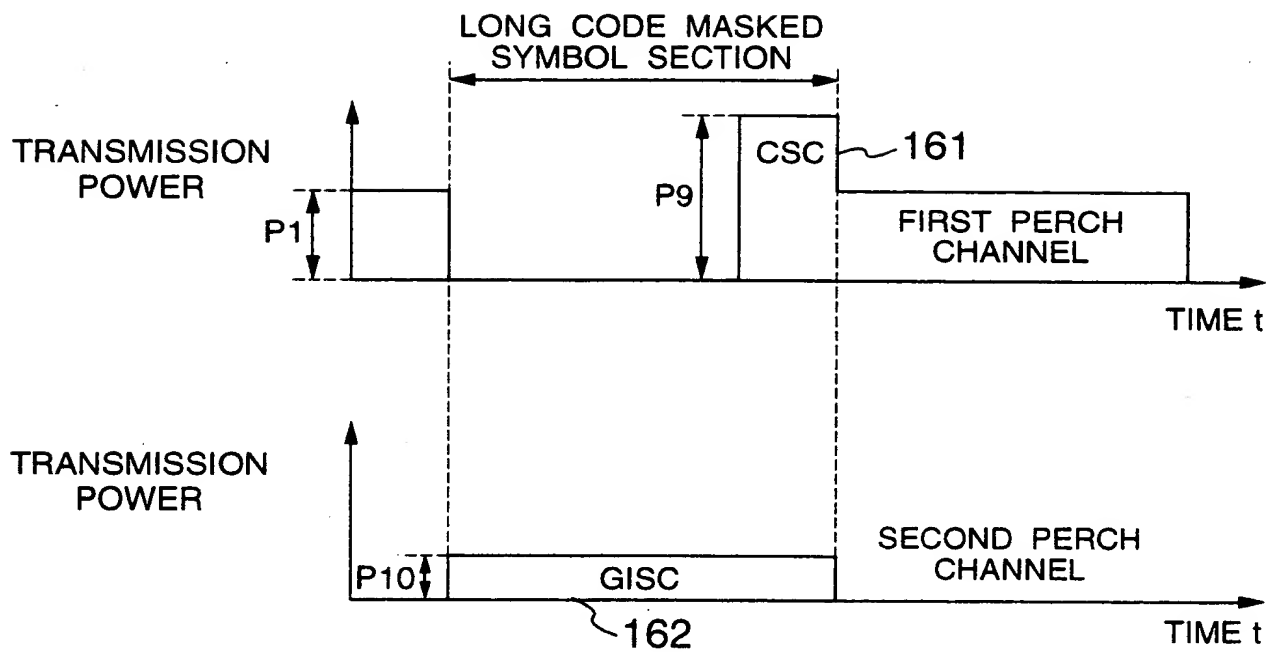 LONG CODE MASKED
SYMBOL SECTION
TRANSMISSION
POWER
P1
P9
CSC
161
FIRST PERCH
CHANNEL
TIME t
TRANSMISSION
POWER
P10
GISC
SECOND PERCH
CHANNEL
162
TIME t